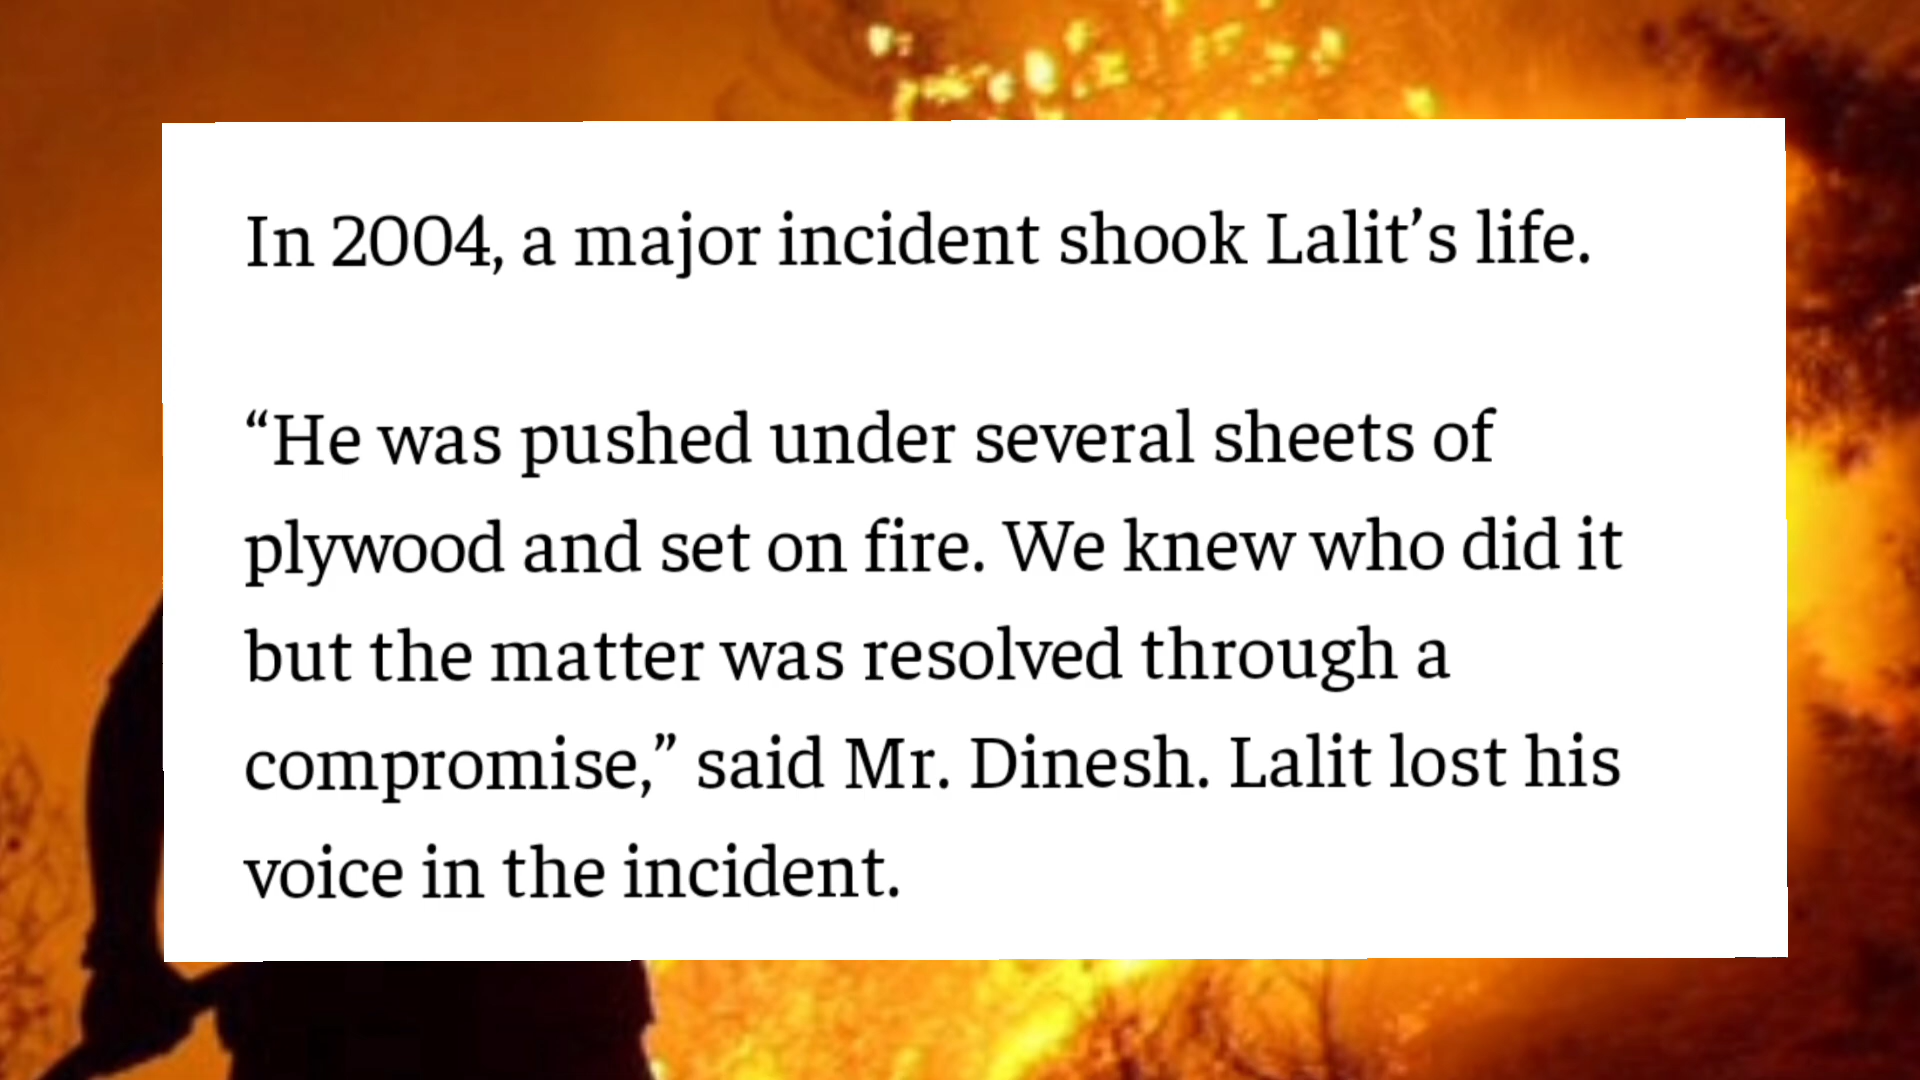 In 2004, a major incident shook Lalit’s life.
“He was pushed under several sheets of
plywood and set on fire. We knew who did it
but the matter was resolved through a
compromise,” said Mr. Dinesh. Lalit lost his
voice in the incident.